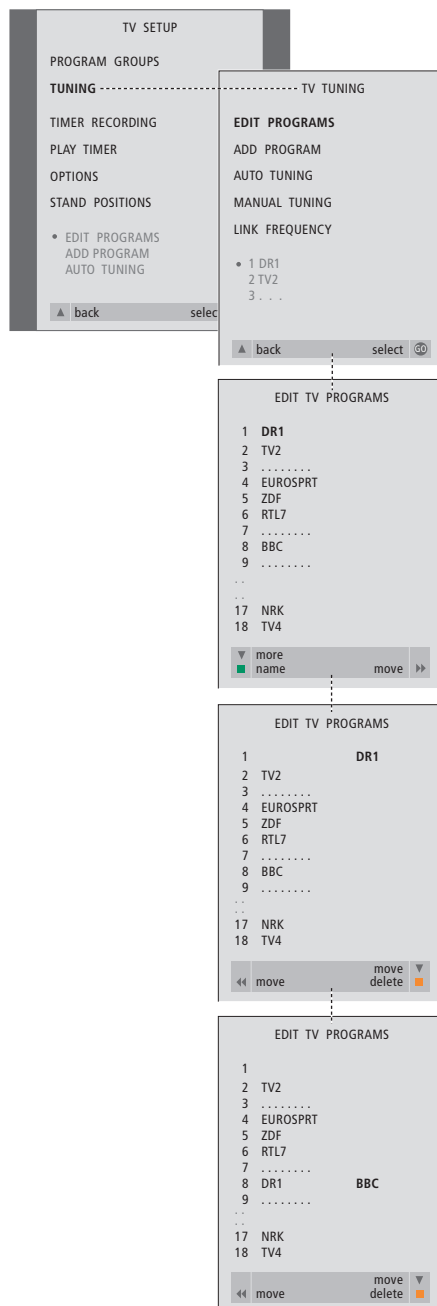 TV SETUP
PROGRAM GROUPS
TUNING
TIMER RECORDING
PLAY TIMER
OPTIONS
STAND POSITIONS
• EDIT PROGRAMS
ADD PROGRAM
AUTO TUNING
▲ back selec
TV TUNING
EDIT PROGRAMS
ADD PROGRAM
AUTO TUNING
MANUAL TUNING
LINK FREQUENCY
• 1 DR1
2 TV2
3 . . .
▲ back select GO
EDIT TV PROGRAMS
1 DR1
2 TV2
3 ........
4 EUROSPRT
5 ZDF
6 RTL7
7 ........
8 BBC
9 ........
. .
. .
17 NRK
18 TV4
▼ more
name move ▶▶
EDIT TV PROGRAMS
1 DR1
2 TV2
3 ........
4 EUROSPRT
5 ZDF
6 RTL7
7 ........
8 BBC
9 ........
. .
. .
17 NRK
18 TV4
move ▼
◀◀ move delete
EDIT TV PROGRAMS
1
2 TV2
3 ........
4 EUROSPRT
5 ZDF
6 RTL7
7 ........
8 DR1 BBC
9 ........
. .
. .
17 NRK
18 TV4
move ▼
◀◀ move delete